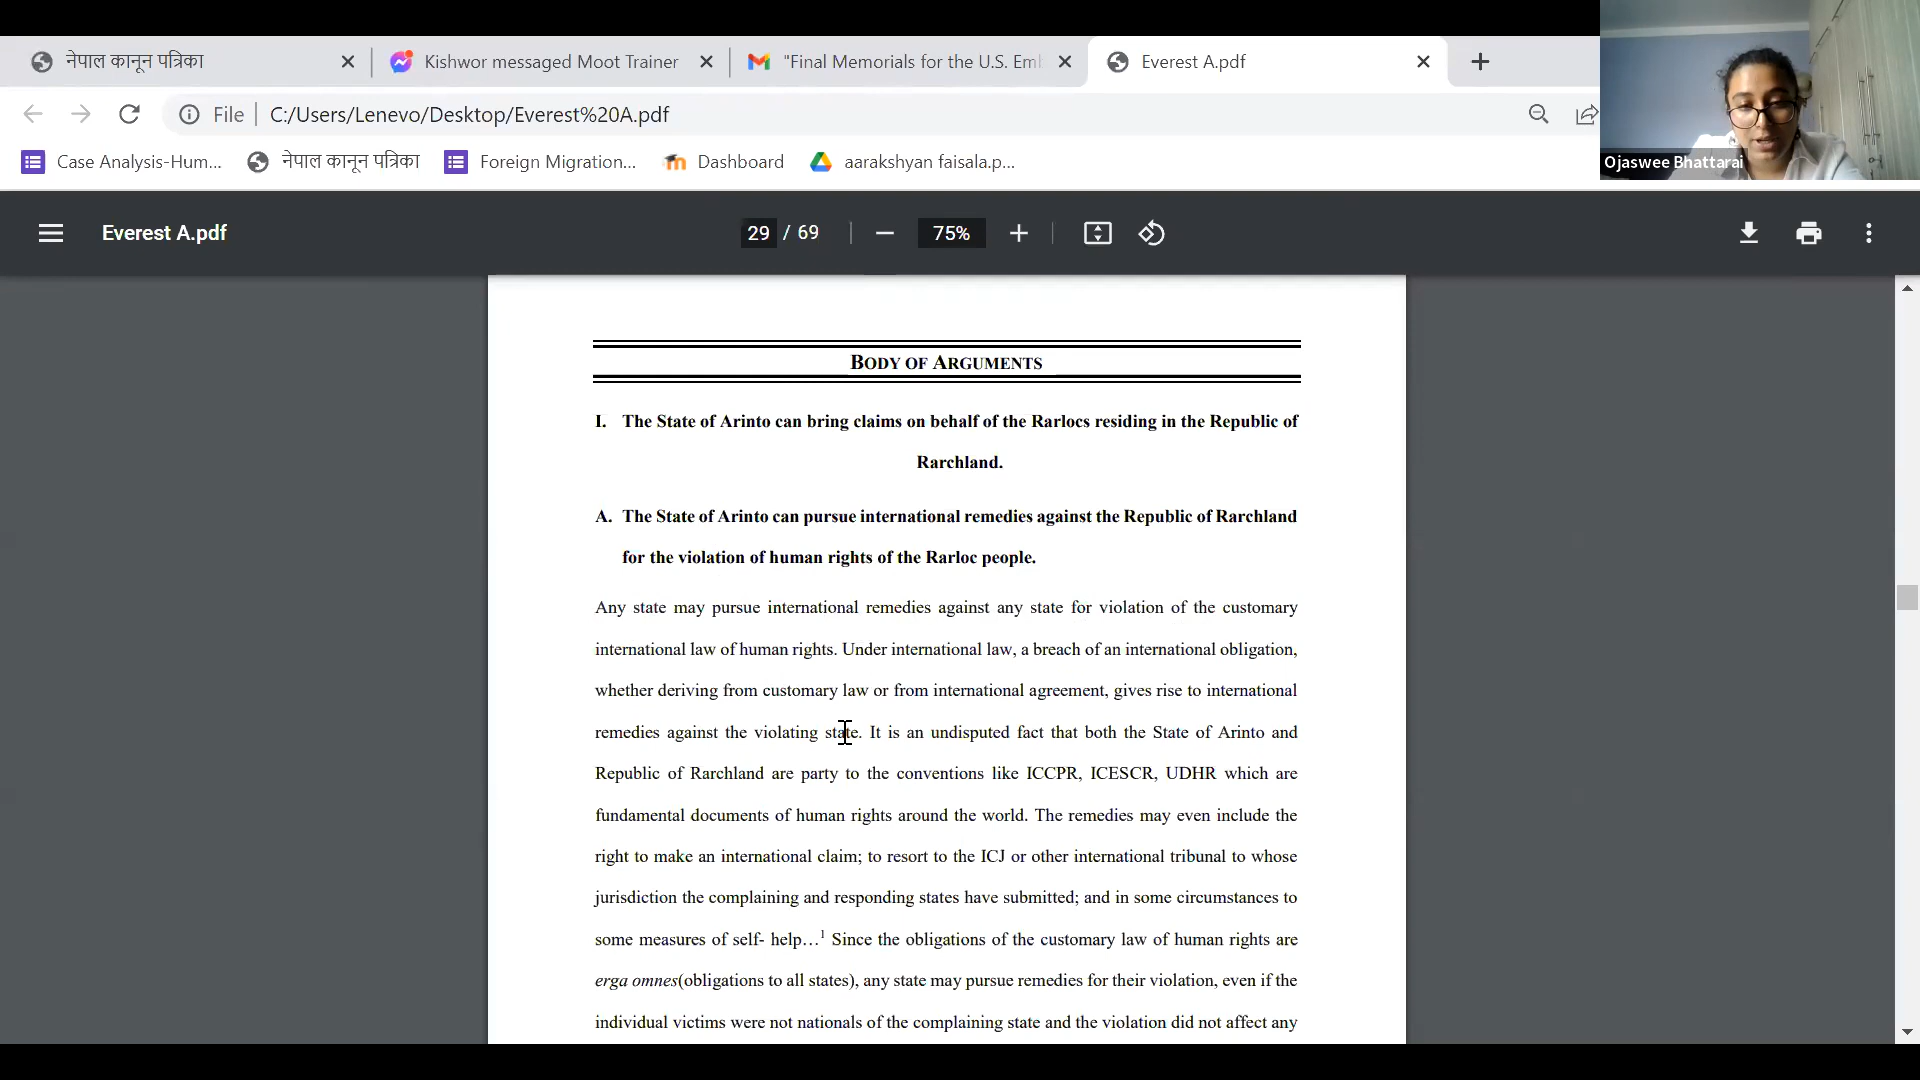 नेपाल कानून पत्रिका
Kishwor messaged Moot Trainer
"Final Memorials for the U.S. Em
Everest A.pdf
File
C:/Users/Lenevo/Desktop/Everest%20A.pdf
Case Analysis-Hum...
नेपाल कानून पत्रिका
Foreign Migration...
Dashboard
aarakshyan faisala.p...
Ojaswee Bhattarai
Everest A.pdf
29 / 69
75%
BODY OF ARGUMENTS
I. The State of Arinto can bring claims on behalf of the Rarlocs residing in the Republic of
Rarchland.
A. The State of Arinto can pursue international remedies against the Republic of Rarchland
for the violation of human rights of the Rarloc people.
Any state may pursue international remedies against any state for violation of the customary
international law of human rights. Under international law, a breach of an international obligation,
whether deriving from customary law or from international agreement, gives rise to international
remedies against the violating state. It is an undisputed fact that both the State of Arinto and
Republic of Rarchland are party to the conventions like ICCPR, ICESCR, UDHR which are
fundamental documents of human rights around the world. The remedies may even include the
right to make an international claim; to resort to the ICJ or other international tribunal to whose
jurisdiction the complaining and responding states have submitted; and in some circumstances to
some measures of self- help…1 Since the obligations of the customary law of human rights are
erga omnes(obligations to all states), any state may pursue remedies for their violation, even if the
individual victims were not nationals of the complaining state and the violation did not affect any